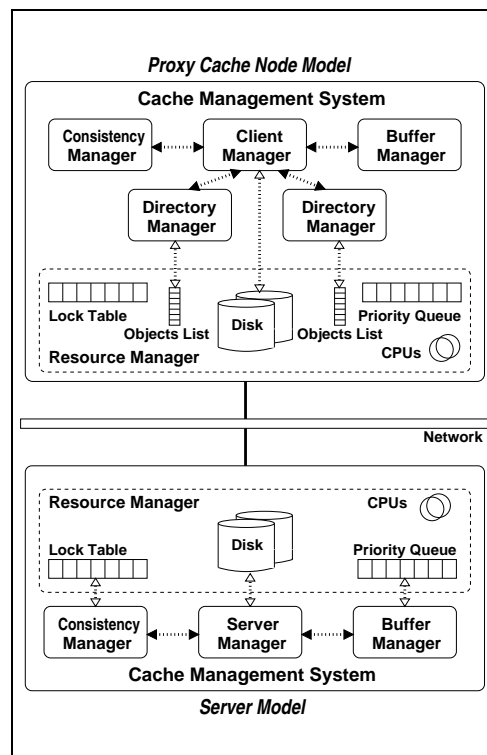 Proxy Cache Node Model
Cache Management System
Consistency
Manager
Client
Manager
Buffer
Manager
Directory
Manager
Directory
Manager
Lock Table
Objects List
Disk
Objects List
Priority Queue
Resource Manager
CPUs
Network
Resource Manager
CPUs
Lock Table
Disk
Priority Queue
Consistency
Manager
Server
Manager
Buffer
Manager
Cache Management System
Server Model